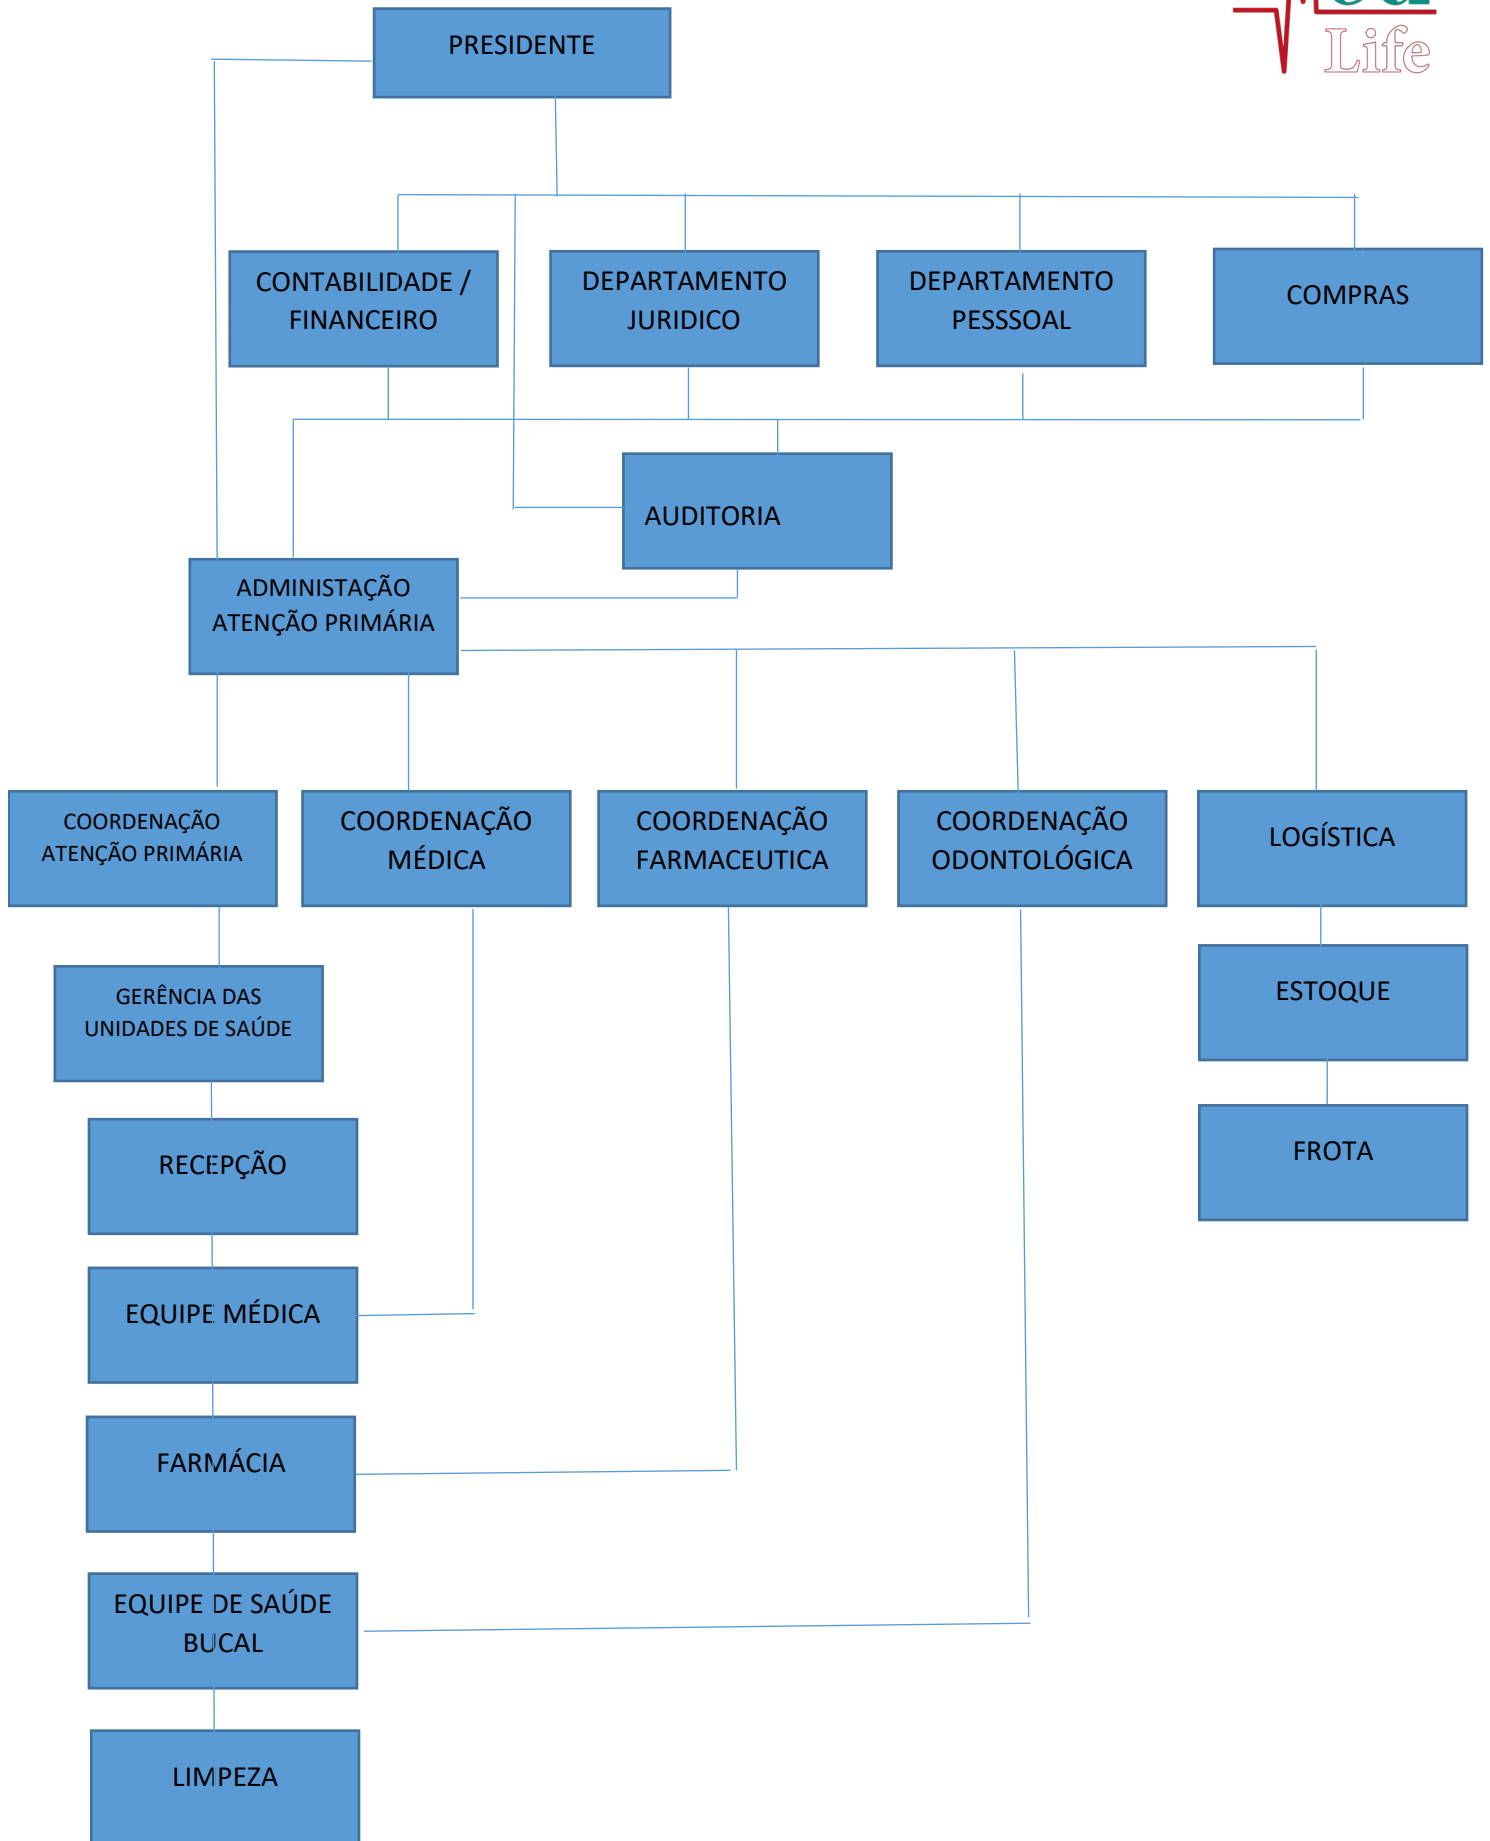 Life
PRESIDENTE
CONTABILIDADE /
FINANCEIRO
DEPARTAMENTO
JURIDICO
DEPARTAMENTO
PESSSOAL
COMPRAS
AUDITORIA
ADMINISTAÇÃO
ATENÇÃO PRIMÁRIA
COORDENAÇÃO
ATENÇÃO PRIMÁRIA
COORDENAÇÃO
MÉDICA
COORDENAÇÃO
FARMACEUTICA
COORDENAÇÃO
ODONTOLÓGICA
LOGÍSTICA
GERÊNCIA DAS
UNIDADES DE SAÚDE
ESTOQUE
RECEPÇÃO
FROTA
EQUIPE MÉDICA
FARMÁCIA
EQUIPE DE SAÚDE
BUCAL
LIMPEZA